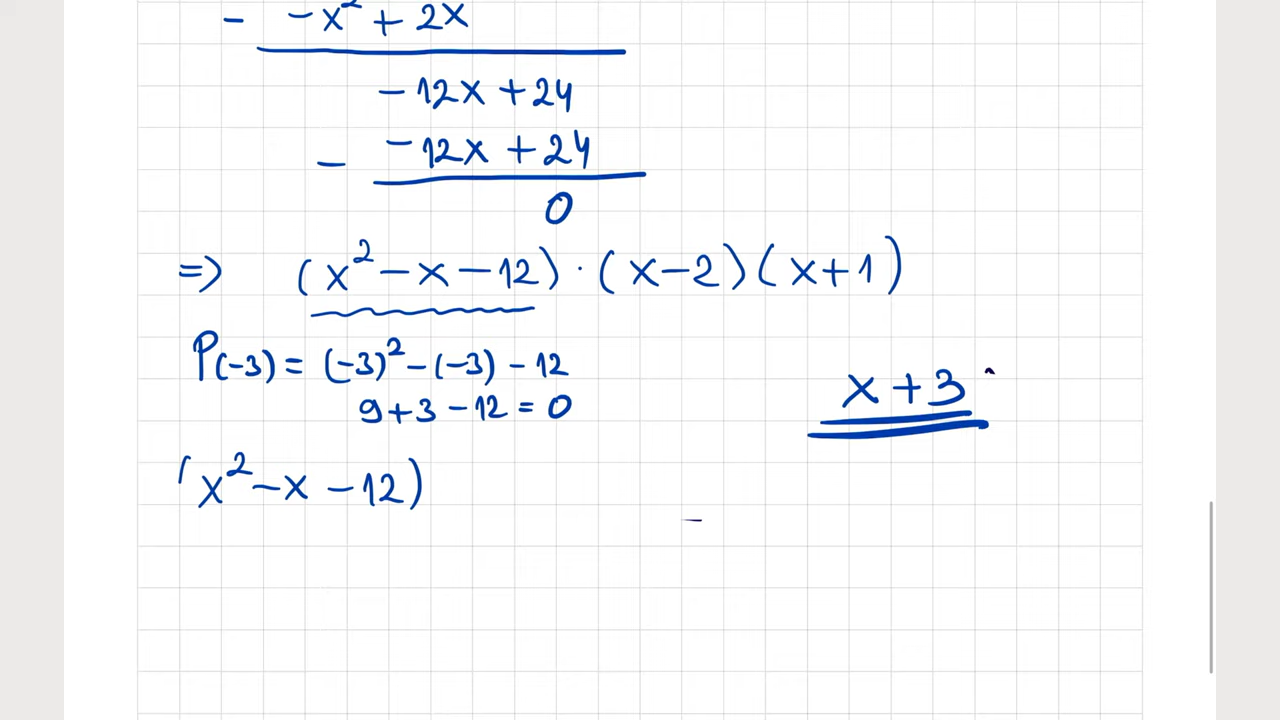 - -x² + 2x
-12x + 24
- -12x + 24
0
=> (x² - x - 12) · (x-2)(x+1)
P(-3) = (-3)² - (-3) - 12
9 + 3 - 12 = 0
x + 3
(x² - x - 12)